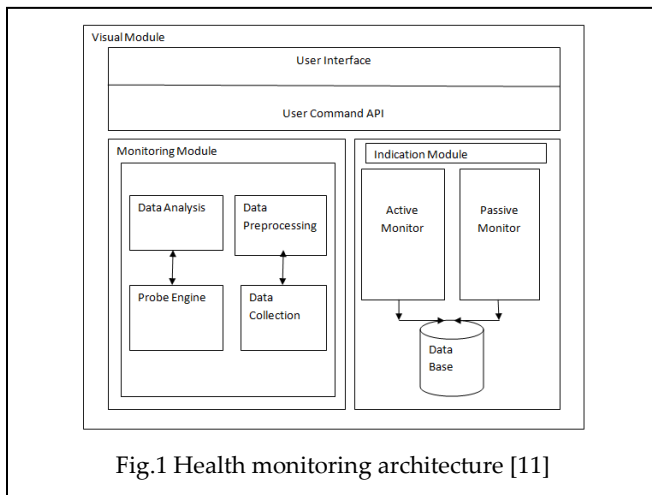 Visual Module
User Interface
User Command API
Monitoring Module
Data Analysis
Data
Preprocessing
Probe Engine
Data
Collection
Indication Module
Active
Monitor
Passive
Monitor
Data
Base
Fig.1 Health monitoring architecture [11]